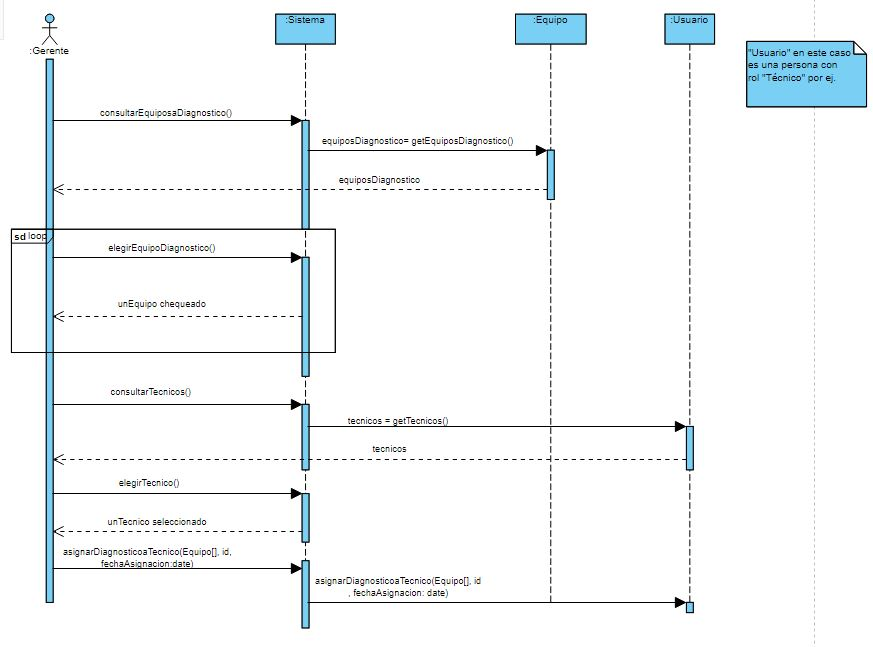 :Gerente
:Sistema
:Equipo
:Usuario
"Usuario" en este caso
es una persona con
rol "Técnico" por ej.
consultarEquiposaDiagnostico()
equiposDiagnostico= getEquiposDiagnostico()
equiposDiagnostico
sd loop
elegirEquipoDiagnostico()
unEquipo chequeado
consultarTecnicos()
tecnicos = getTecnicos()
tecnicos
elegirTecnico()
unTecnico seleccionado
asignarDiagnosticoaTecnico(Equipo[], id,
fechaAsignacion:date)
asignarDiagnosticoaTecnico(Equipo[], id
, fechaAsignacion: date)